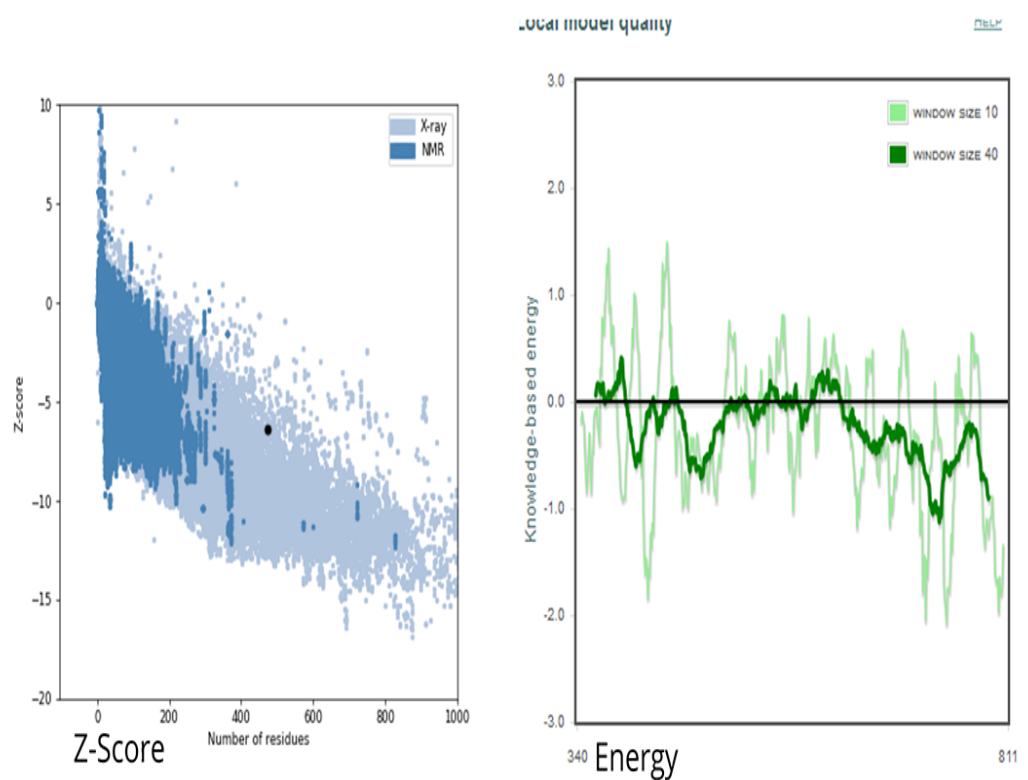 Local model quality
HELP
10
5
0
−5
−10
−15
−20
Z-score
X-ray
NMR
0 200 400 600 800 1000
Number of residues
Z-Score
3.0
2.0
1.0
0.0
-1.0
-2.0
-3.0
Knowledge-based energy
WINDOW SIZE 10
WINDOW SIZE 40
340 811
Energy